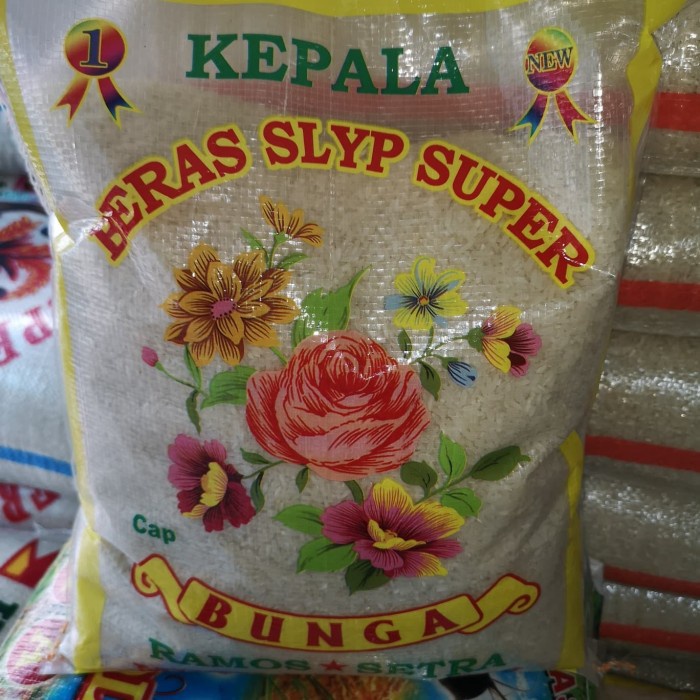 1
KEPALA
NEW
BERAS SLYP SUPER
Cap
BUNGA
RAMOS ★ SETRA